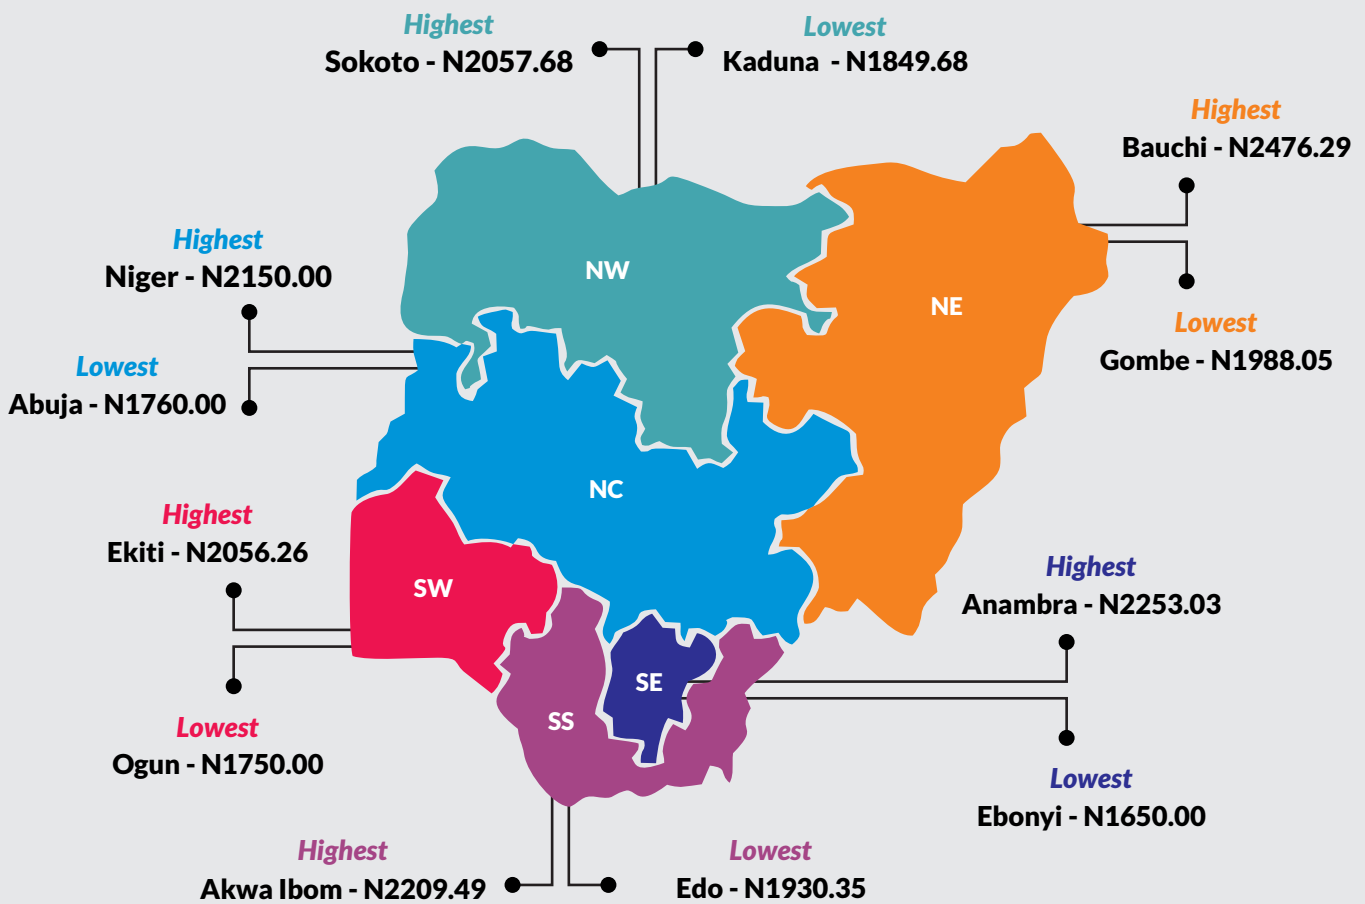 Highest
Sokoto - N2057.68
Lowest
Kaduna - N1849.68
Highest
Bauchi - N2476.29
Highest
Niger - N2150.00
NW
NE
Lowest
Gombe - N1988.05
Lowest
Abuja - N1760.00
NC
Highest
Ekiti - N2056.26
SW
Highest
Anambra - N2253.03
SE
SS
Lowest
Ogun - N1750.00
Lowest
Ebonyi - N1650.00
Highest
Akwa Ibom - N2209.49
Lowest
Edo - N1930.35